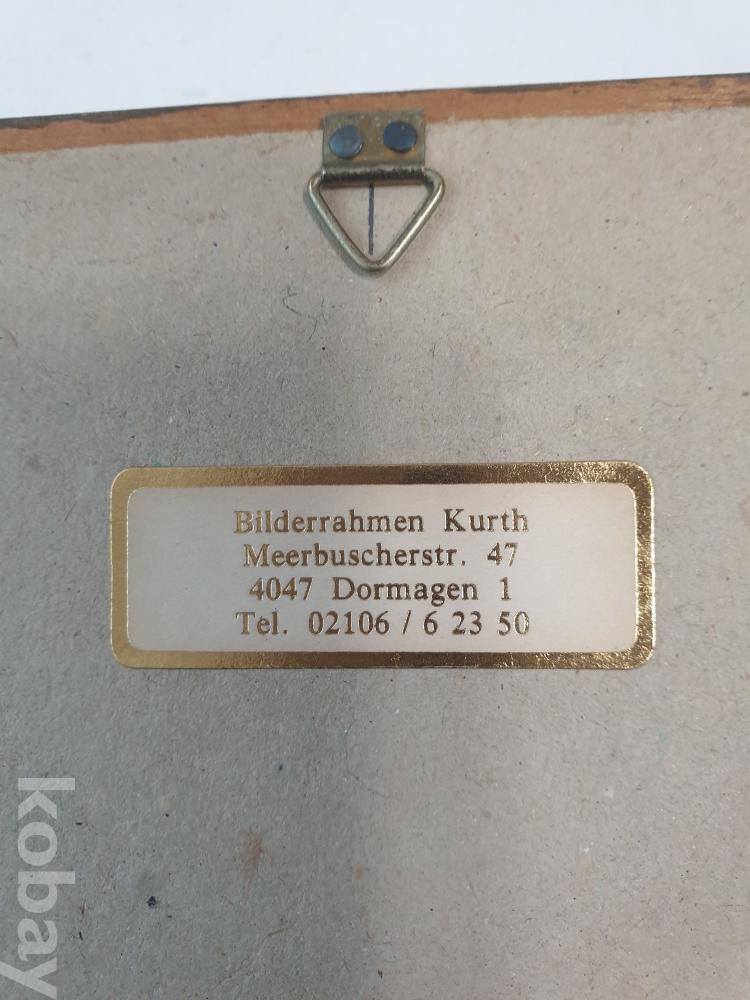 Bilderrahmen Kurth
Meerbuscherstr. 47
4047 Dormagen 1
Tel. 02106 / 6 23 50
kobay